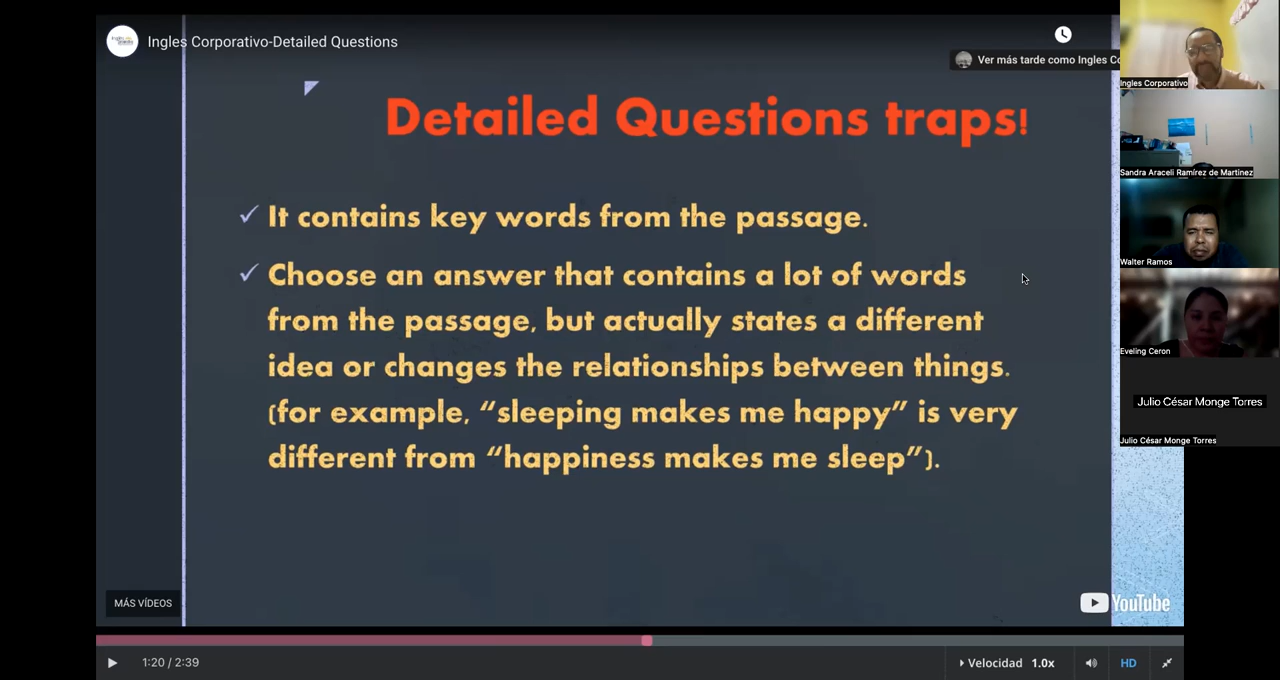 Ingles Corporativo-Detailed Questions
Ver más tarde como Ingles Co
Detailed Questions traps!
✓ It contains key words from the passage.
✓ Choose an answer that contains a lot of words
from the passage, but actually states a different
idea or changes the relationships between things.
(for example, “sleeping makes me happy” is very
different from “happiness makes me sleep”).
MÁS VÍDEOS
YouTube
1:20 / 2:39
Velocidad 1.0x
HD
Ingles Corporativo
Sandra Araceli Ramírez de Martinez
Walter Ramos
Eveling Ceron
Julio César Monge Torres
Julio César Monge Torres